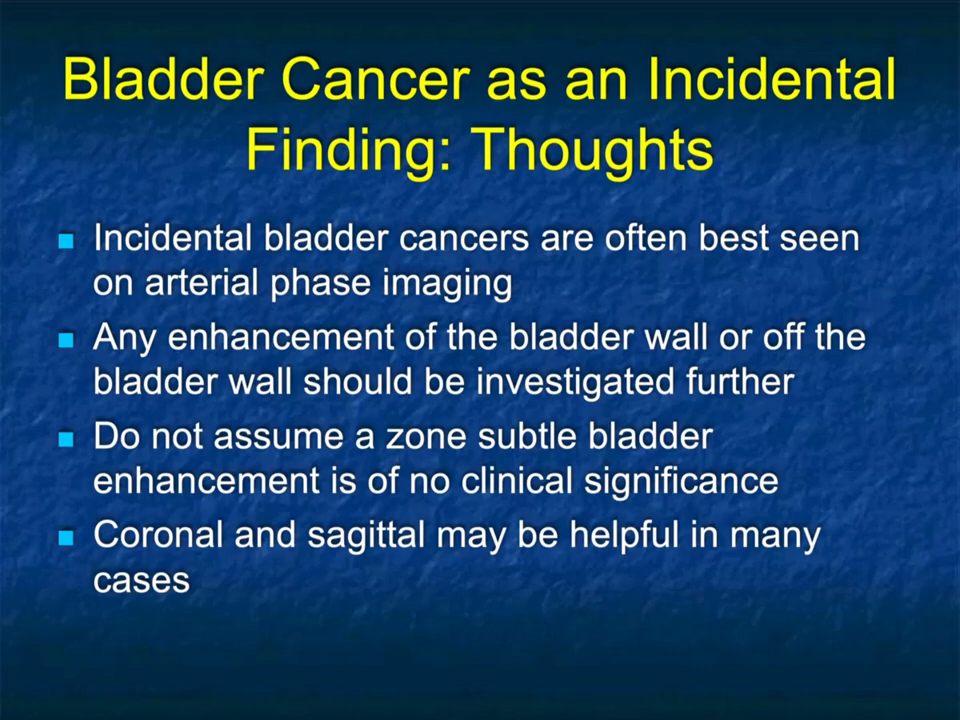 Bladder Cancer as an Incidental
Finding: Thoughts
Incidental bladder cancers are often best seen
on arterial phase imaging
Any enhancement of the bladder wall or off the
bladder wall should be investigated further
Do not assume a zone subtle bladder
enhancement is of no clinical significance
Coronal and sagittal may be helpful in many
cases